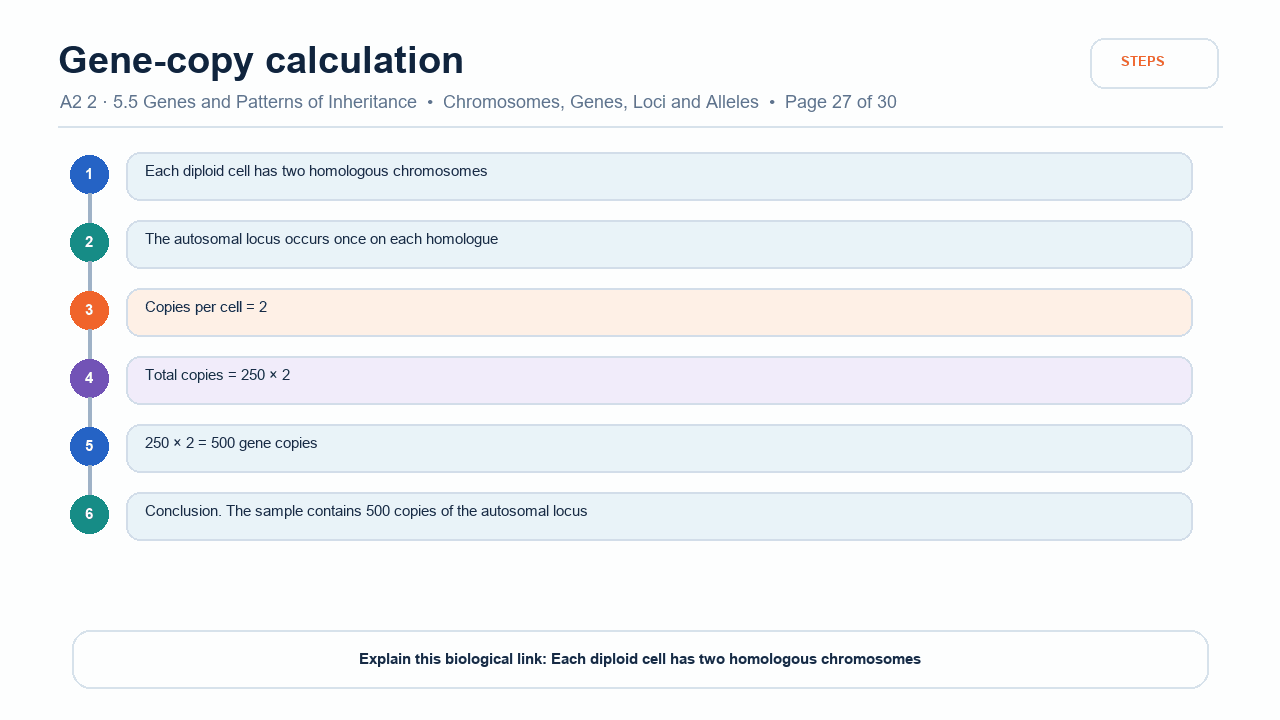 Gene-copy calculation
STEPS
A2 2 · 5.5 Genes and Patterns of Inheritance • Chromosomes, Genes, Loci and Alleles • Page 27 of 30
1 Each diploid cell has two homologous chromosomes
2 The autosomal locus occurs once on each homologue
3 Copies per cell = 2
4 Total copies = 250 × 2
5 250 × 2 = 500 gene copies
6 Conclusion. The sample contains 500 copies of the autosomal locus
Explain this biological link: Each diploid cell has two homologous chromosomes